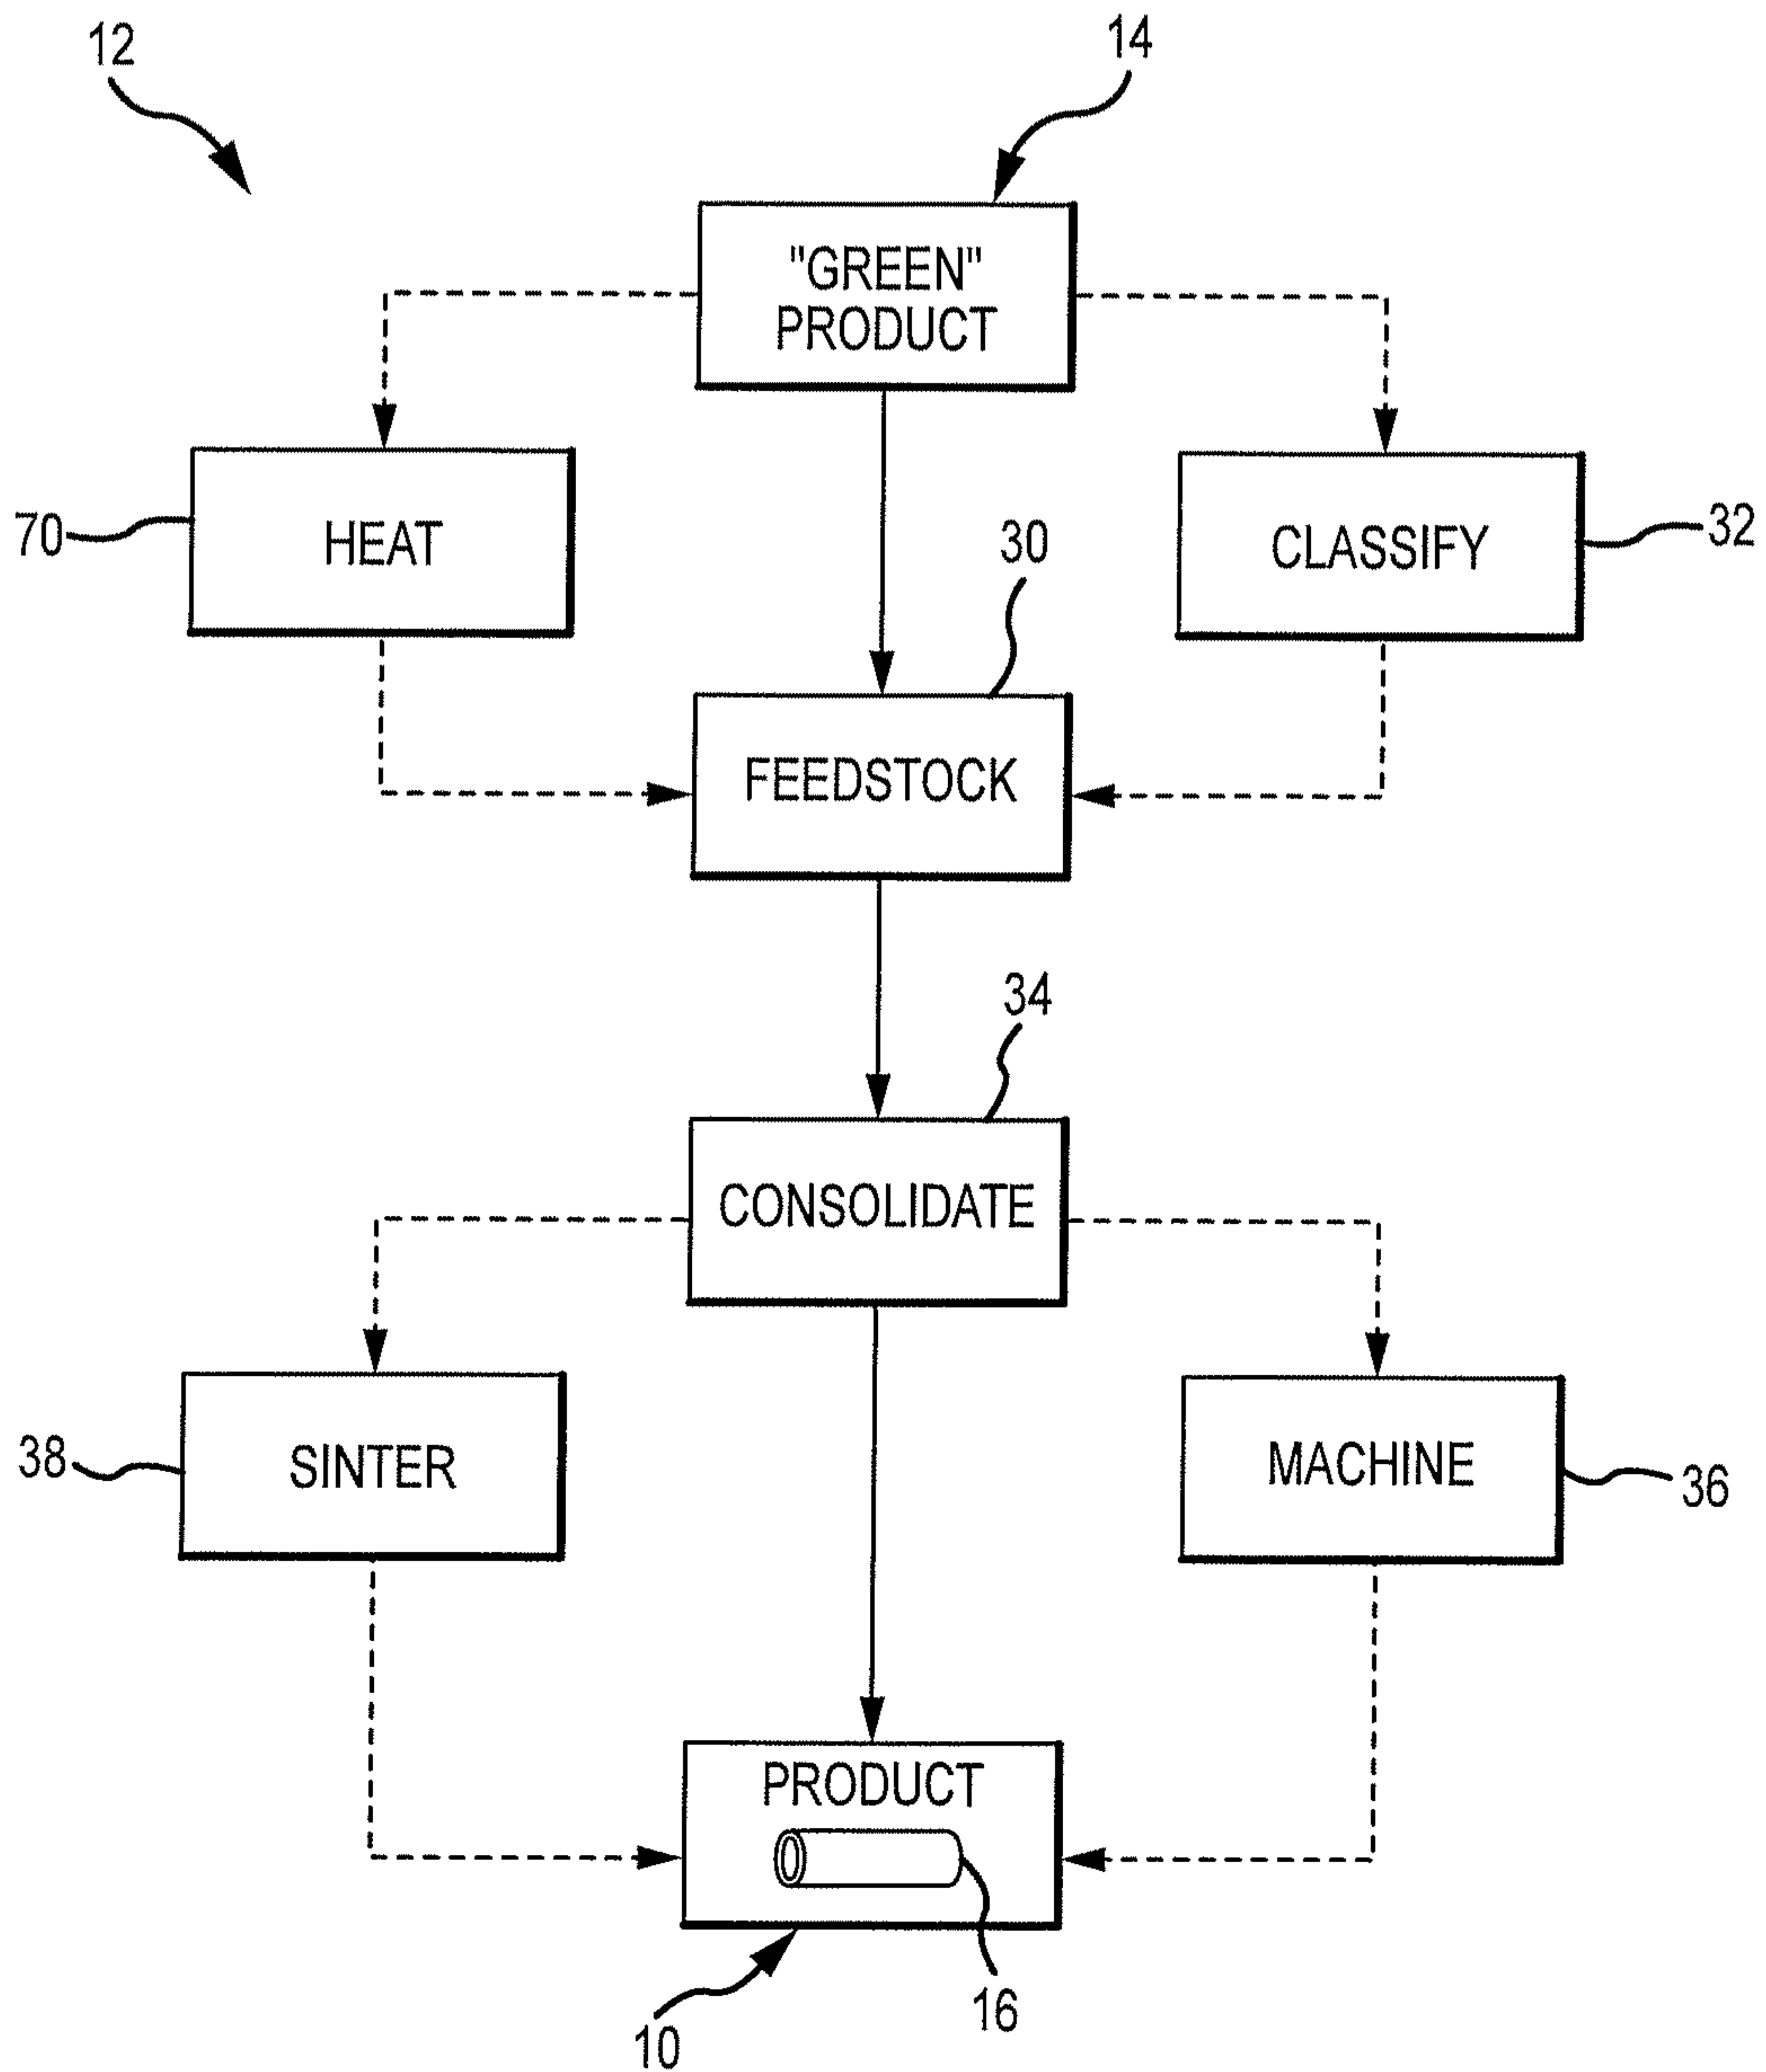 12
14
"GREEN"
PRODUCT
70
HEAT
CLASSIFY
32
30
FEEDSTOCK
34
CONSOLIDATE
38
SINTER
MACHINE
36
PRODUCT
16
10